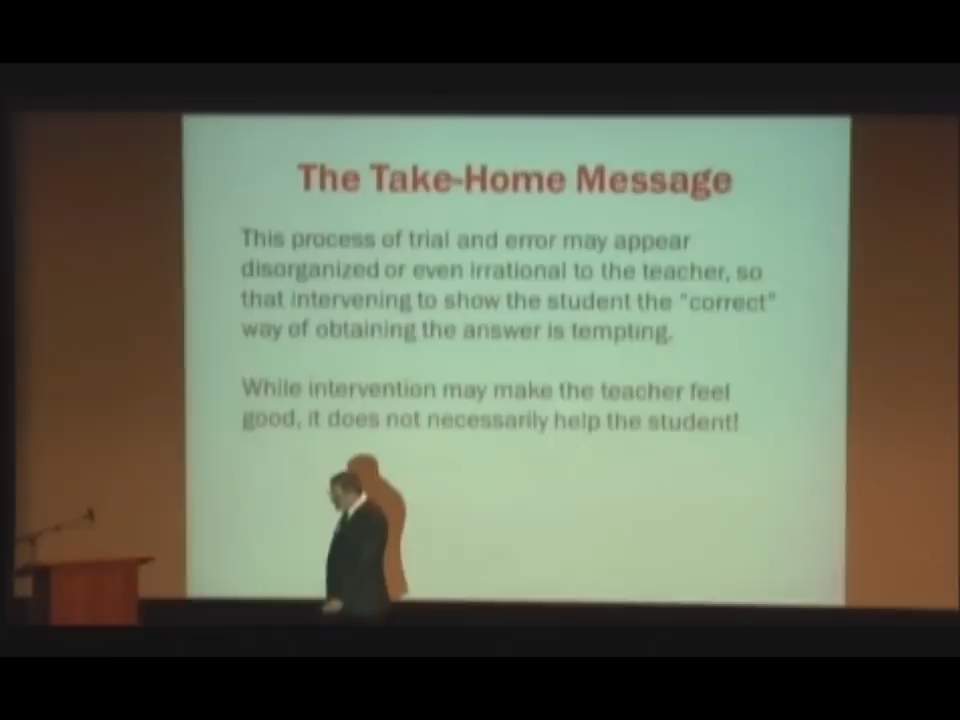 The Take-Home Message
This process of trial and error may appear
disorganized or even irrational to the teacher, so
that intervening to show the student the "correct"
way of obtaining the answer is tempting.
While intervention may make the teacher feel
good, it does not necessarily help the student!